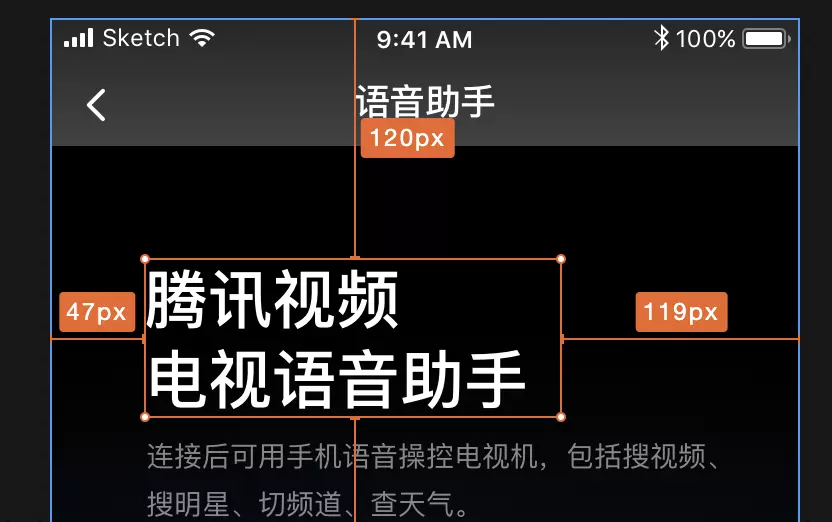 Sketch 9:41 AM 100%
语音助手
120px
47px
119px
腾讯视频
电视语音助手
连接后可用手机语音操控电视机，包括搜视频、
搜明星、切频道、查天气。